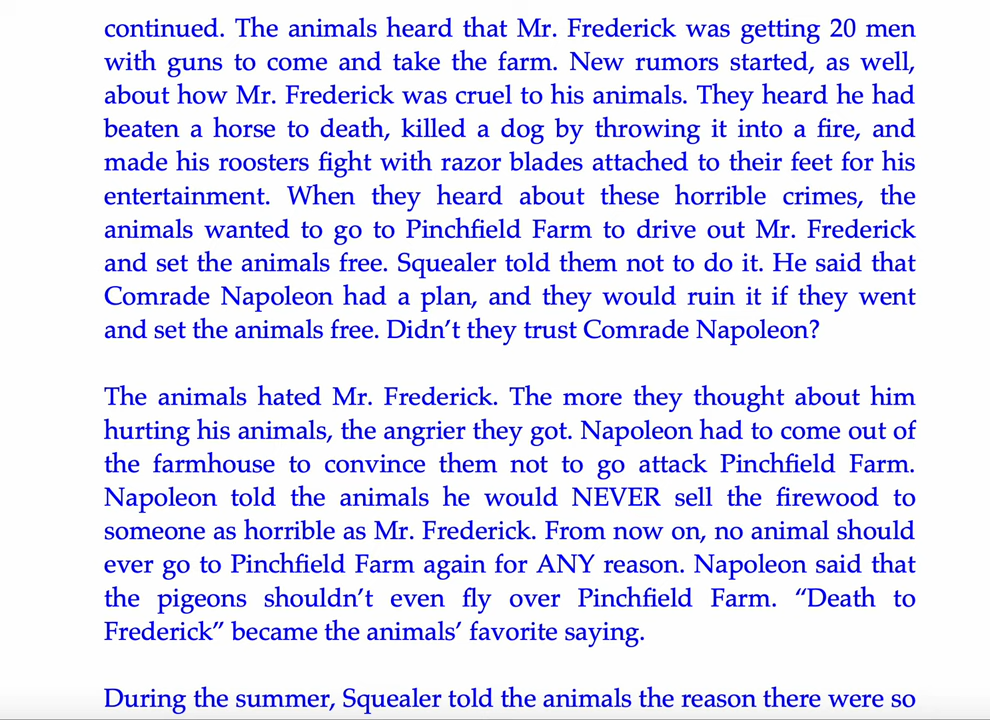 continued. The animals heard that Mr. Frederick was getting 20 men
with guns to come and take the farm. New rumors started, as well,
about how Mr. Frederick was cruel to his animals. They heard he had
beaten a horse to death, killed a dog by throwing it into a fire, and
made his roosters fight with razor blades attached to their feet for his
entertainment. When they heard about these horrible crimes, the
animals wanted to go to Pinchfield Farm to drive out Mr. Frederick
and set the animals free. Squealer told them not to do it. He said that
Comrade Napoleon had a plan, and they would ruin it if they went
and set the animals free. Didn’t they trust Comrade Napoleon?
The animals hated Mr. Frederick. The more they thought about him
hurting his animals, the angrier they got. Napoleon had to come out of
the farmhouse to convince them not to go attack Pinchfield Farm.
Napoleon told the animals he would NEVER sell the firewood to
someone as horrible as Mr. Frederick. From now on, no animal should
ever go to Pinchfield Farm again for ANY reason. Napoleon said that
the pigeons shouldn’t even fly over Pinchfield Farm. “Death to
Frederick” became the animals’ favorite saying.
During the summer, Squealer told the animals the reason there were so